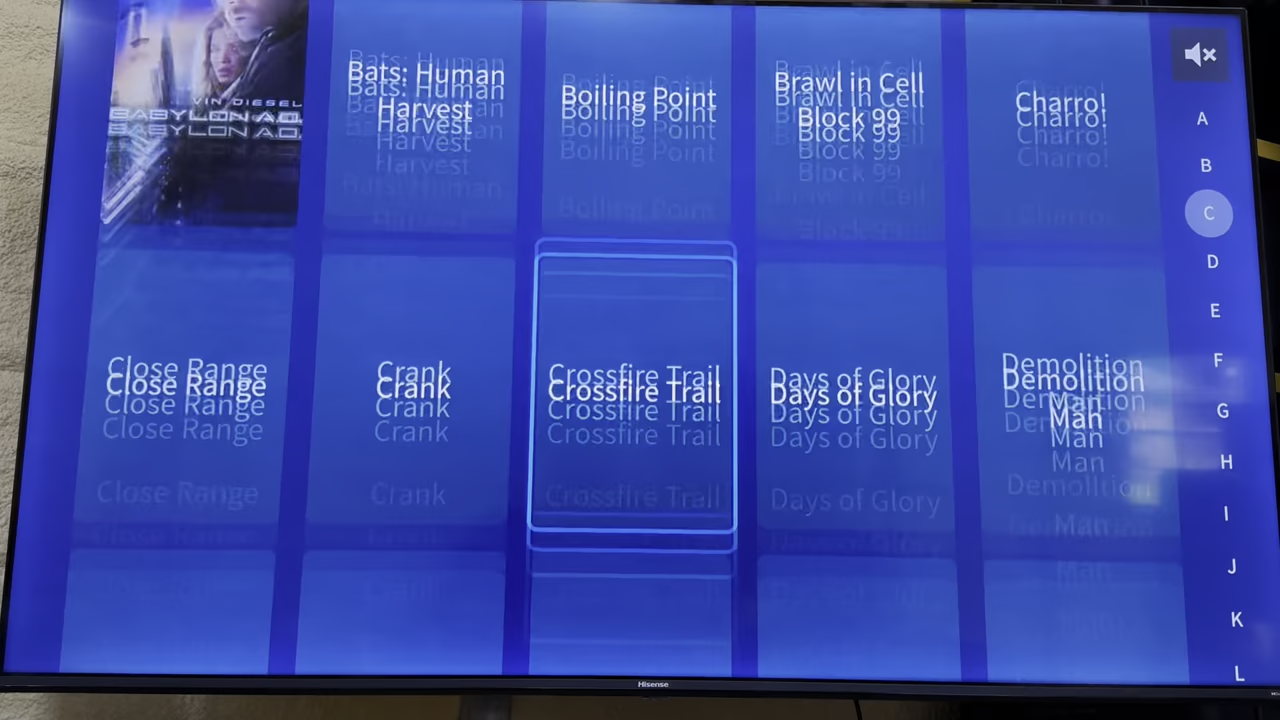 VIN DIESEL
BABYLON A.D.
Bats: Human
Harvest
Boiling Point
Brawl in Cell
Block 99
Charro!
Close Range
Crank
Crossfire Trail
Days of Glory
Demolition
Man
A
B
C
D
E
F
G
H
I
J
K
L
Hisense